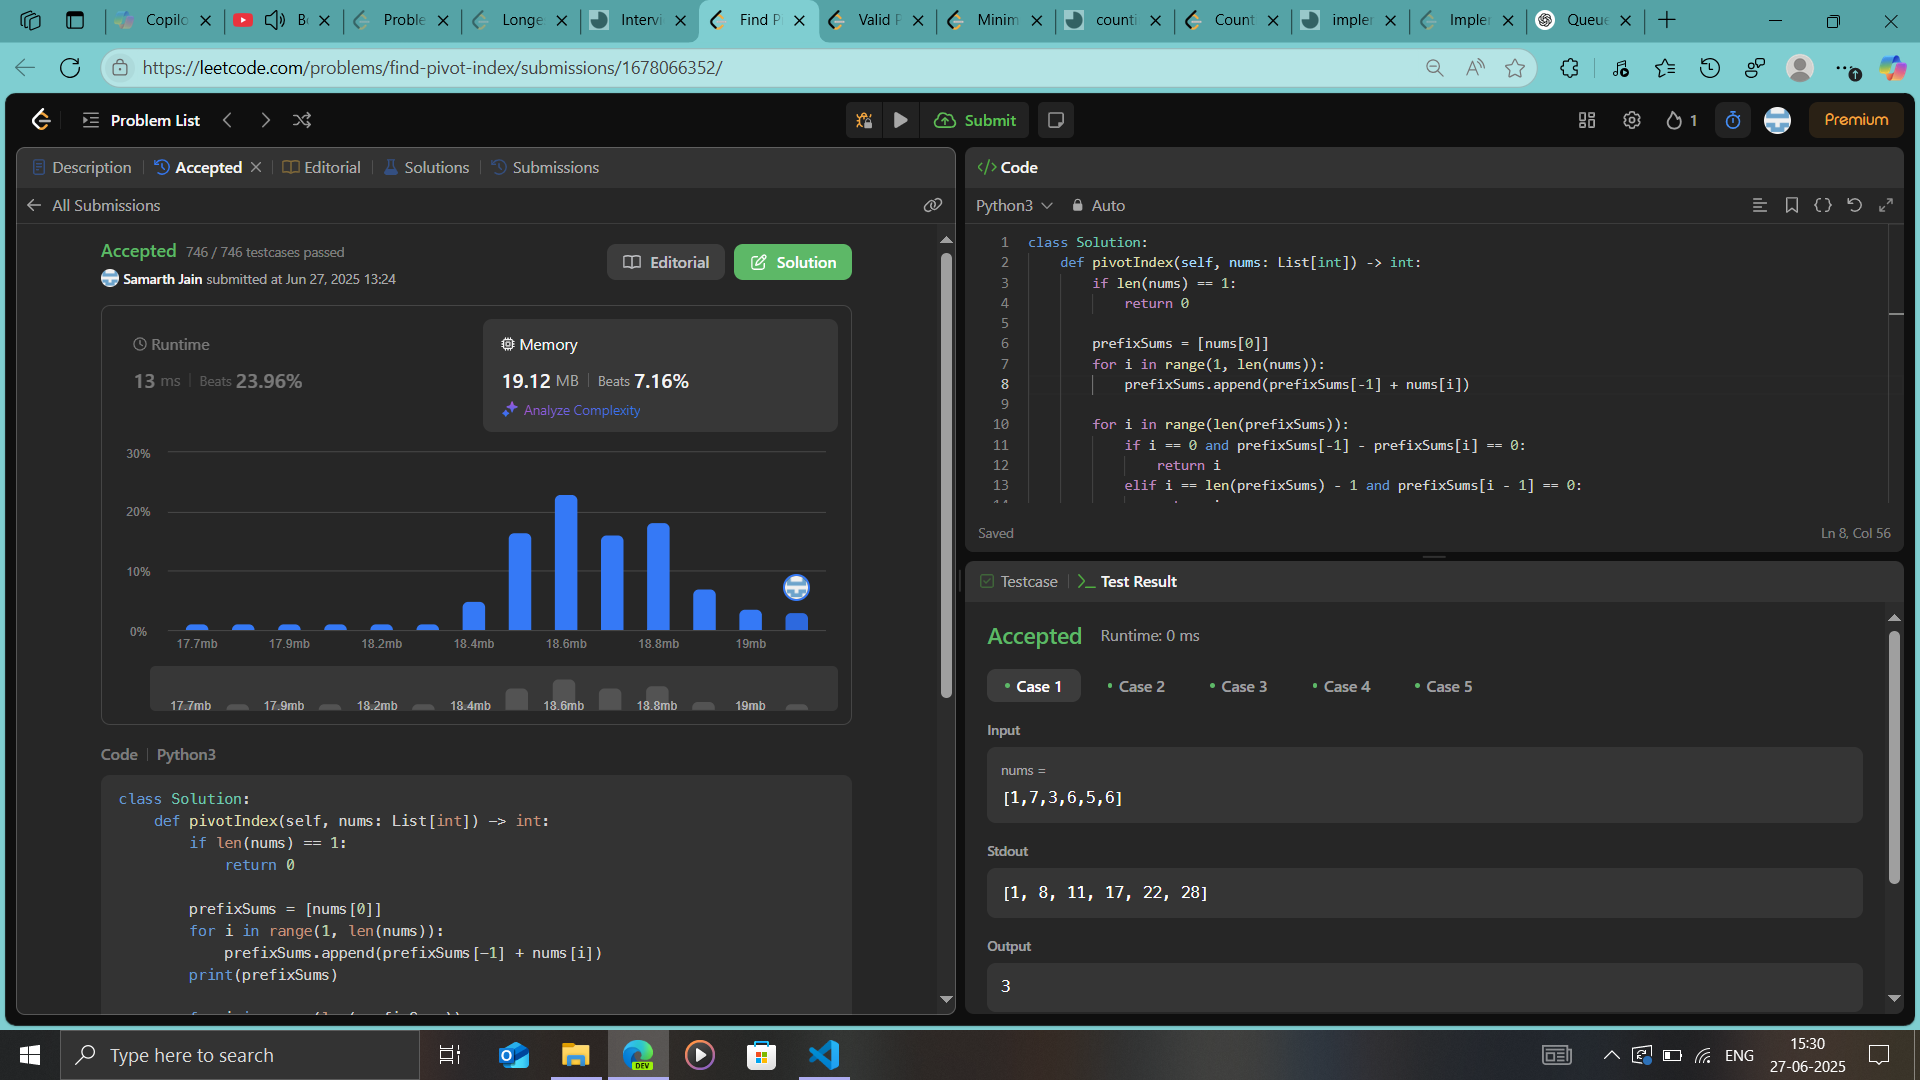 Copilo
Be
Proble
Longe
Intervi
Find P
Valid P
Minim
counti
Count
impler
Impler
Queue
https://leetcode.com/problems/find-pivot-index/submissions/1678066352/
Problem List
Submit
1
Premium
Description
Accepted
Editorial
Solutions
Submissions
All Submissions
Accepted 746 / 746 testcases passed
Samarth Jain submitted at Jun 27, 2025 13:24
Editorial
Solution
Runtime
13 ms | Beats 23.96%
Memory
19.12 MB | Beats 7.16%
Analyze Complexity
30%
20%
10%
0%
17.7mb 17.9mb 18.2mb 18.4mb 18.6mb 18.8mb 19mb
17.7mb 17.9mb 18.2mb 18.4mb 18.6mb 18.8mb 19mb
Code | Python3
class Solution:
    def pivotIndex(self, nums: List[int]) -> int:
        if len(nums) == 1:
            return 0

        prefixSums = [nums[0]]
        for i in range(1, len(nums)):
            prefixSums.append(prefixSums[-1] + nums[i])
        print(prefixSums)
</> Code
Python3
Auto
1 class Solution:
2     def pivotIndex(self, nums: List[int]) -> int:
3         if len(nums) == 1:
4             return 0
5
6         prefixSums = [nums[0]]
7         for i in range(1, len(nums)):
8             prefixSums.append(prefixSums[-1] + nums[i])
9
10         for i in range(len(prefixSums)):
11             if i == 0 and prefixSums[-1] - prefixSums[i] == 0:
12                 return i
13             elif i == len(prefixSums) - 1 and prefixSums[i - 1] == 0:
Saved
Ln 8, Col 56
Testcase
Test Result
Accepted Runtime: 0 ms
Case 1
Case 2
Case 3
Case 4
Case 5
Input
nums =
[1,7,3,6,5,6]
Stdout
[1, 8, 11, 17, 22, 28]
Output
3
Type here to search
DEV
ENG
15:30
27-06-2025